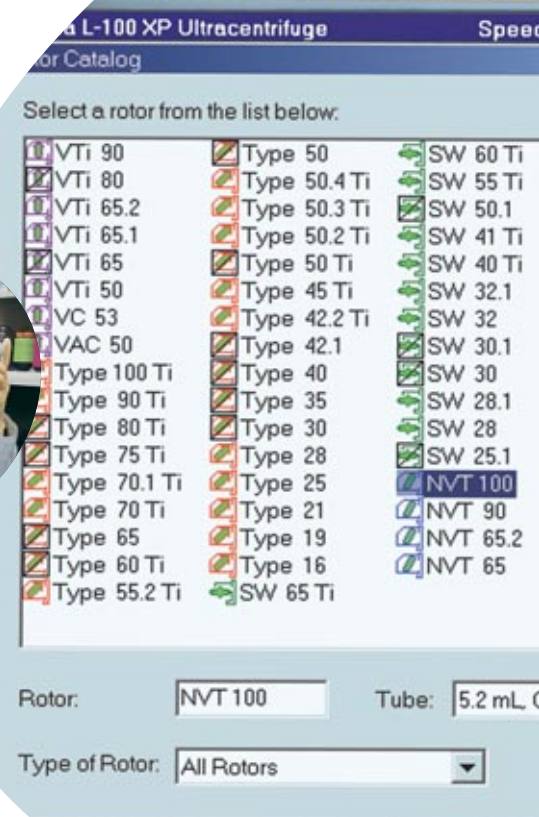 L-100 XP Ultracentrifuge Speed
Catalog
Select a rotor from the list below:
VTi 90
VTi 80
VTi 65.2
VTi 65.1
VTi 65
VTi 50
VC 53
VAC 50
Type 100 Ti
Type 90 Ti
Type 80 Ti
Type 75 Ti
Type 70.1 Ti
Type 70 Ti
Type 65
Type 60 Ti
Type 55.2 Ti
Type 50
Type 50.4 Ti
Type 50.3 Ti
Type 50.2 Ti
Type 50 Ti
Type 45 Ti
Type 42.2 Ti
Type 42.1
Type 40
Type 35
Type 30
Type 28
Type 25
Type 21
Type 19
Type 16
SW 65 Ti
SW 60 Ti
SW 55 Ti
SW 50.1
SW 41 Ti
SW 40 Ti
SW 32.1
SW 32
SW 30.1
SW 30
SW 28.1
SW 28
SW 25.1
NVT 100
NVT 90
NVT 65.2
NVT 65
Rotor: NVT 100 Tube: 5.2 mL,
Type of Rotor: All Rotors